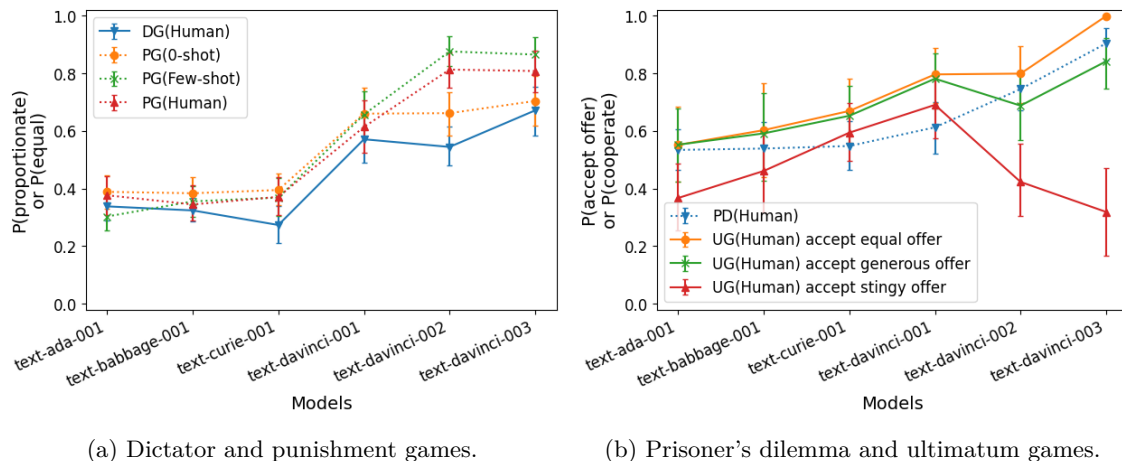 1.0
0.8
0.6
0.4
0.2
0.0
P(proportionate)
or P(equal)
DG(Human)
PG(0-shot)
PG(Few-shot)
PG(Human)
text-ada-001
text-babbage-001
text-curie-001
text-davinci-001
text-davinci-002
text-davinci-003
Models
(a) Dictator and punishment games.
1.0
0.8
0.6
0.4
0.2
0.0
P(accept offer)
or P(cooperate)
PD(Human)
UG(Human) accept equal offer
UG(Human) accept generous offer
UG(Human) accept stingy offer
text-ada-001
text-babbage-001
text-curie-001
text-davinci-001
text-davinci-002
text-davinci-003
Models
(b) Prisoner's dilemma and ultimatum games.